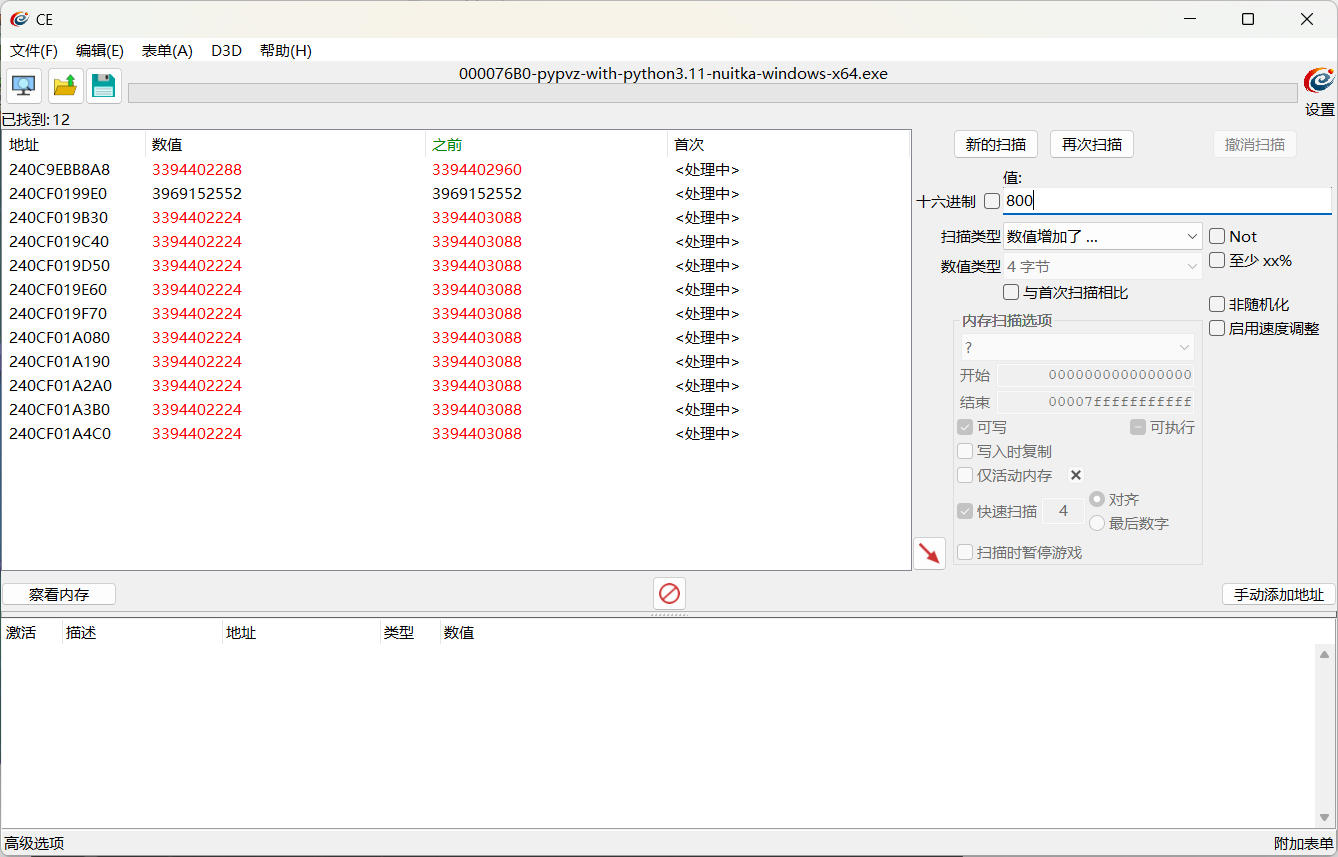 CE
文件(F) 编辑(E) 表单(A) D3D 帮助(H)
000076B0-pypvz-with-python3.11-nuitka-windows-x64.exe
设置
已找到: 12
地址 数值 之前 首次
240C9EBB8A8 3394402288 3394402960 <处理中>
240CF0199E0 3969152552 3969152552 <处理中>
240CF019B30 3394402224 3394403088 <处理中>
240CF019C40 3394402224 3394403088 <处理中>
240CF019D50 3394402224 3394403088 <处理中>
240CF019E60 3394402224 3394403088 <处理中>
240CF019F70 3394402224 3394403088 <处理中>
240CF01A080 3394402224 3394403088 <处理中>
240CF01A190 3394402224 3394403088 <处理中>
240CF01A2A0 3394402224 3394403088 <处理中>
240CF01A3B0 3394402224 3394403088 <处理中>
240CF01A4C0 3394402224 3394403088 <处理中>
新的扫描 再次扫描 撤消扫描
值:
十六进制 800
扫描类型 数值增加了 ... Not
数值类型 4 字节 至少 xx%
与首次扫描相比
非随机化
启用速度调整
内存扫描选项
?
开始 0000000000000000
结束 00007fffffffffff
可写 可执行
写入时复制
仅活动内存
快速扫描 4 对齐
最后数字
扫描时暂停游戏
察看内存 手动添加地址
激活 描述 地址 类型 数值
高级选项 附加表单